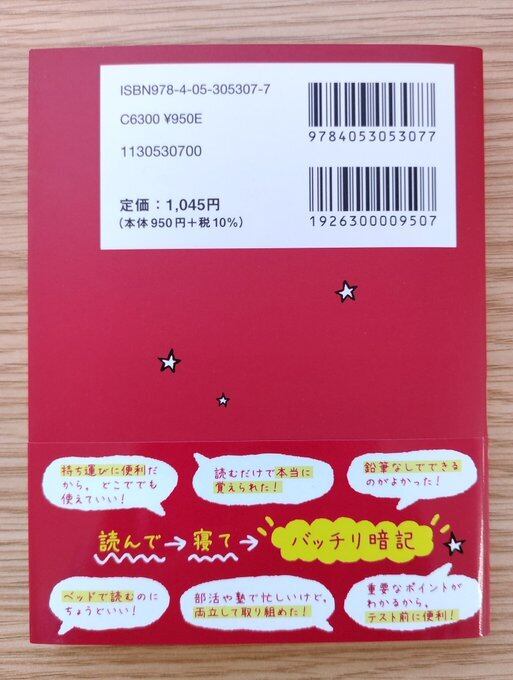 ISBN978-4-05-305307-7
C6300 ¥950E
1130530700
定価：1,045円
(本体950円＋税10%)
9784053053077
1926300009507
持ち運びに便利だ
から。どこででも
使えていい！
読むだけで本当に
覚えられた！
鉛筆なしでできる
のがよかった！
読んで→寝て→バッチリ暗記
ベッドで読むのに
ちょうどいい！
部活や塾で忙しいけど、
両立して取り組めた！
重要なポイントが
わかるから、
テスト前に便利！